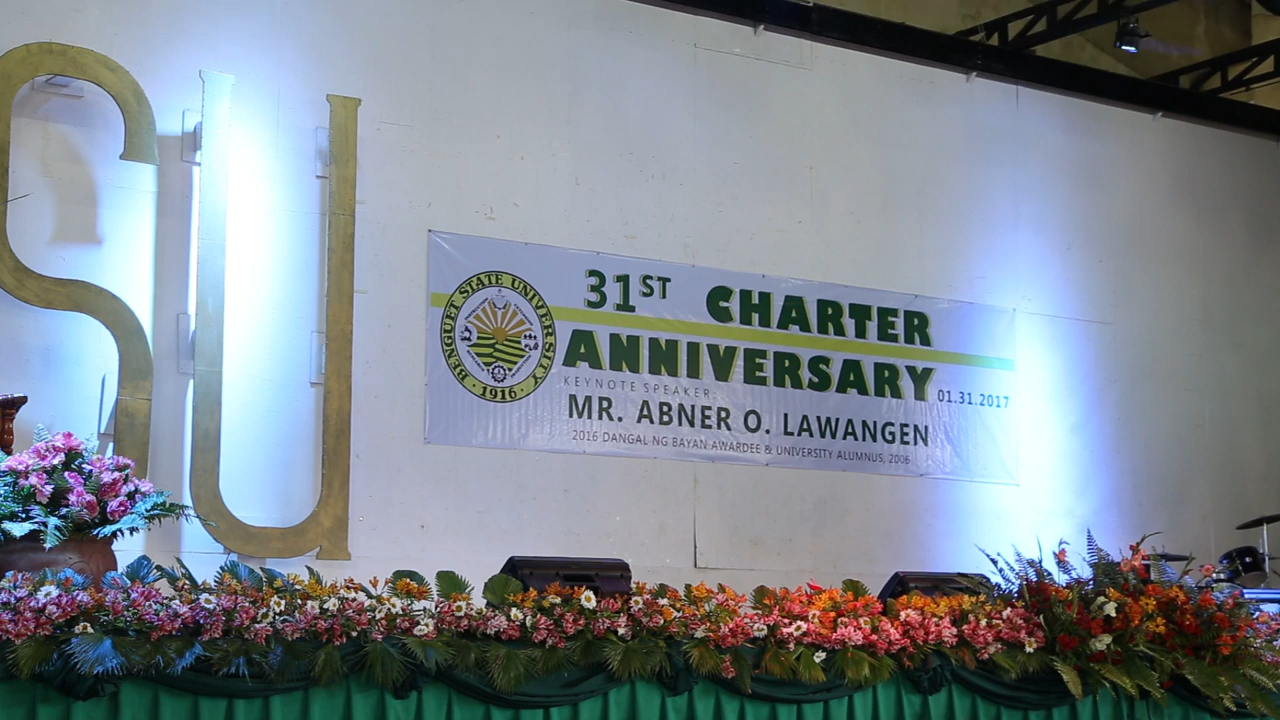 SU
31ST CHARTER
ANNIVERSARY
BENGUET STATE UNIVERSITY
· 1916 ·
KEYNOTE SPEAKER:
01.31.2017
MR. ABNER O. LAWANGEN
2016 DANGAL NG BAYAN AWARDEE & UNIVERSITY ALUMNUS, 2006